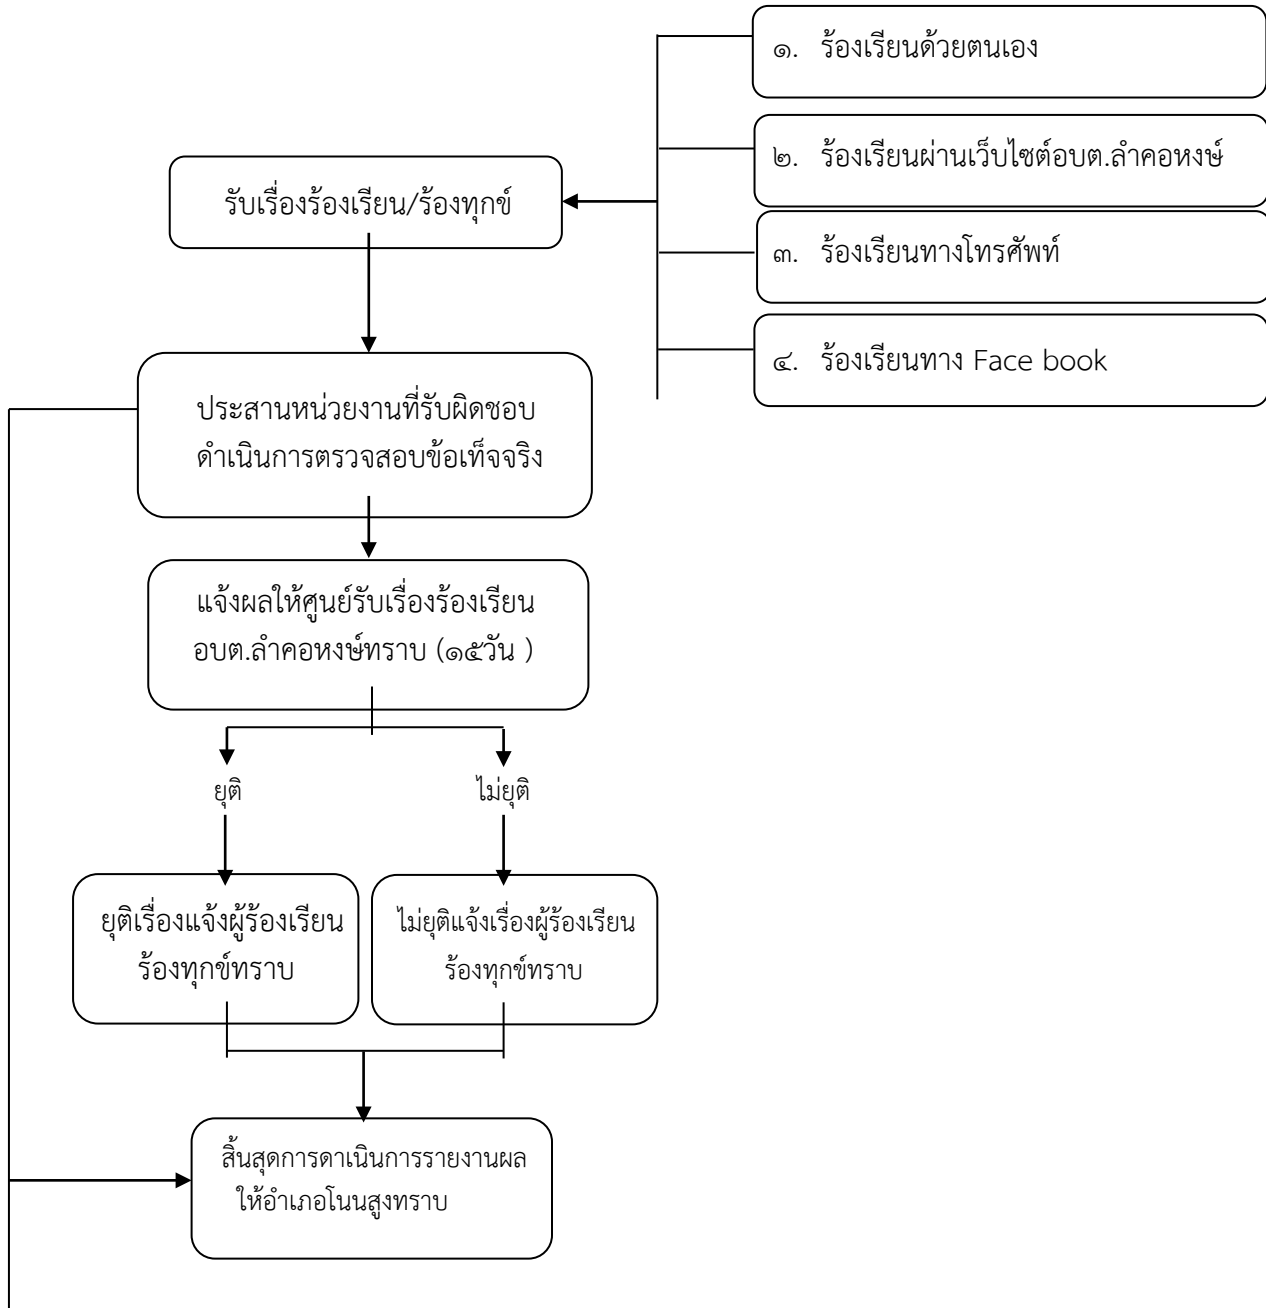 ๑. ร้องเรียนด้วยตนเอง
๒. ร้องเรียนผ่านเว็บไซต์อบต.ลำคอหงษ์
รับเรื่องร้องเรียน/ร้องทุกข์
๓. ร้องเรียนทางโทรศัพท์
๔. ร้องเรียนทาง Face book
ประสานหน่วยงานที่รับผิดชอบ
ดำเนินการตรวจสอบข้อเท็จจริง
แจ้งผลให้ศูนย์รับเรื่องร้องเรียน
อบต.ลำคอหงษ์ทราบ (๑๕วัน )
ยุติ
ไม่ยุติ
ยุติเรื่องแจ้งผู้ร้องเรียน
ร้องทุกข์ทราบ
ไม่ยุติแจ้งเรื่องผู้ร้องเรียน
ร้องทุกข์ทราบ
สิ้นสุดการดาเนินการรายงานผล
ให้อำเภอโนนสูงทราบ